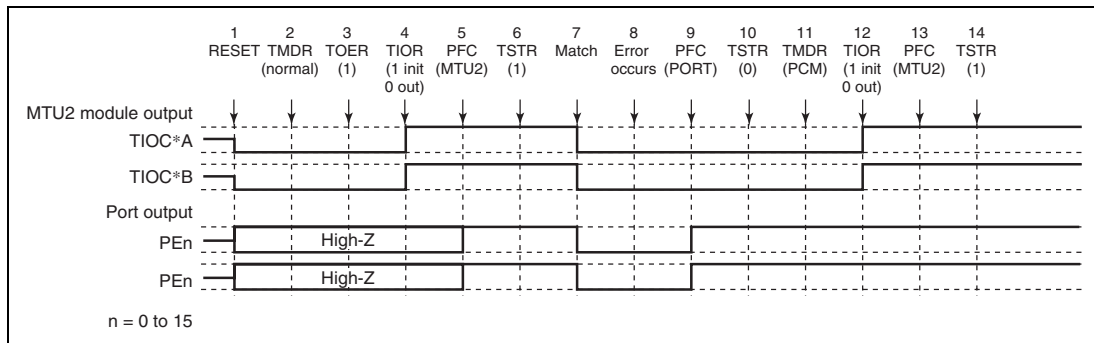 1 2 3 4 5 6 7 8 9 10 11 12 13 14
RESET TMDR TOER TIOR PFC TSTR Match Error PFC TSTR TMDR TIOR PFC TSTR
(normal) (1) (1 init (MTU2) (1) occurs (PORT) (0) (PCM) (1 init (MTU2) (1)
0 out) 0 out)
MTU2 module output
TIOC*A
TIOC*B
Port output
PEn High-Z
PEn High-Z
n = 0 to 15